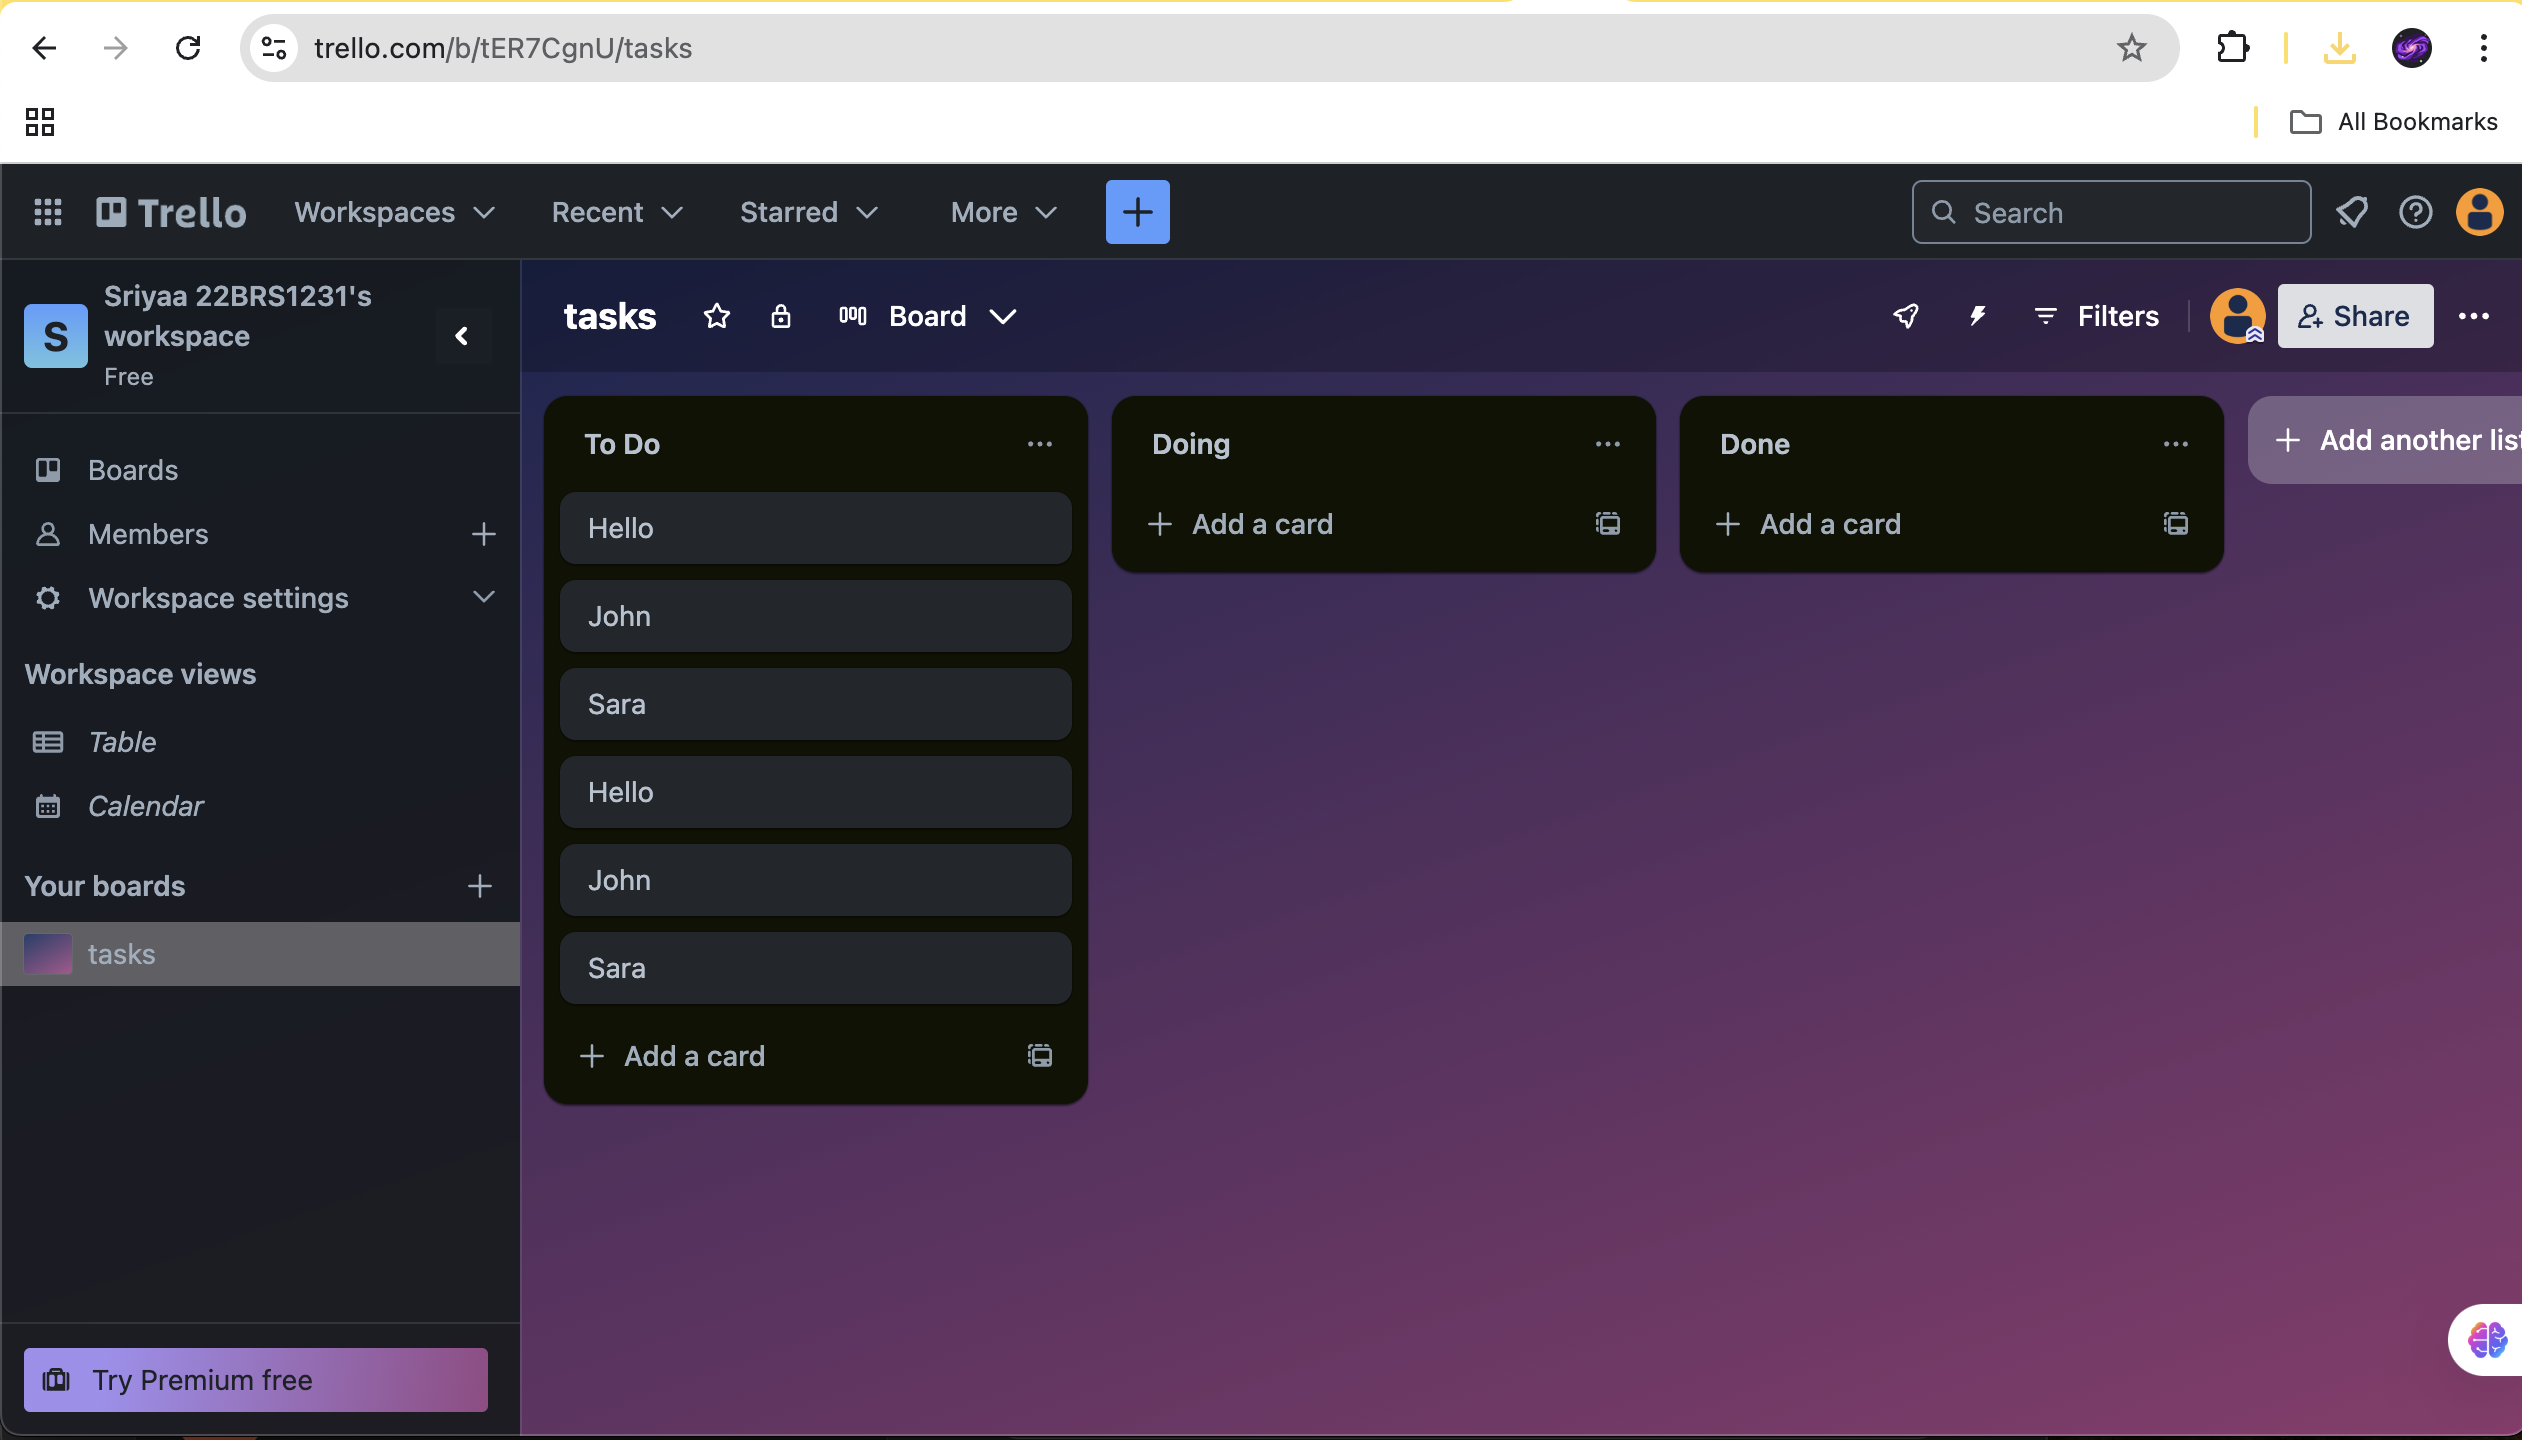 trello.com/b/tER7CgnU/tasks
All Bookmarks
Trello
Workspaces
Recent
Starred
More
Search
S
Sriyaa 22BRS1231's
workspace
Free
Boards
Members
Workspace settings
Workspace views
Table
Calendar
Your boards
tasks
Try Premium free
tasks
Board
Filters
Share
To Do
Hello
John
Sara
Hello
John
Sara
Add a card
Doing
Add a card
Done
Add a card
Add another list